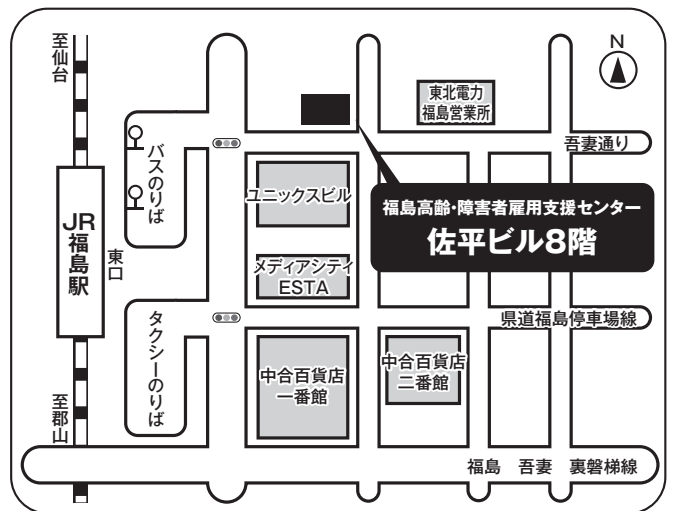 至仙台
N
東北電力
福島営業所
吾妻通り
バスのりば
ユニックスビル
福島高齢・障害者雇用支援センター
佐平ビル8階
JR
福島駅
東口
メディアシティ
ESTA
県道福島停車場線
タクシーのりば
中合百貨店
一番館
中合百貨店
二番館
至郡山
福島 吾妻 裏磐梯線